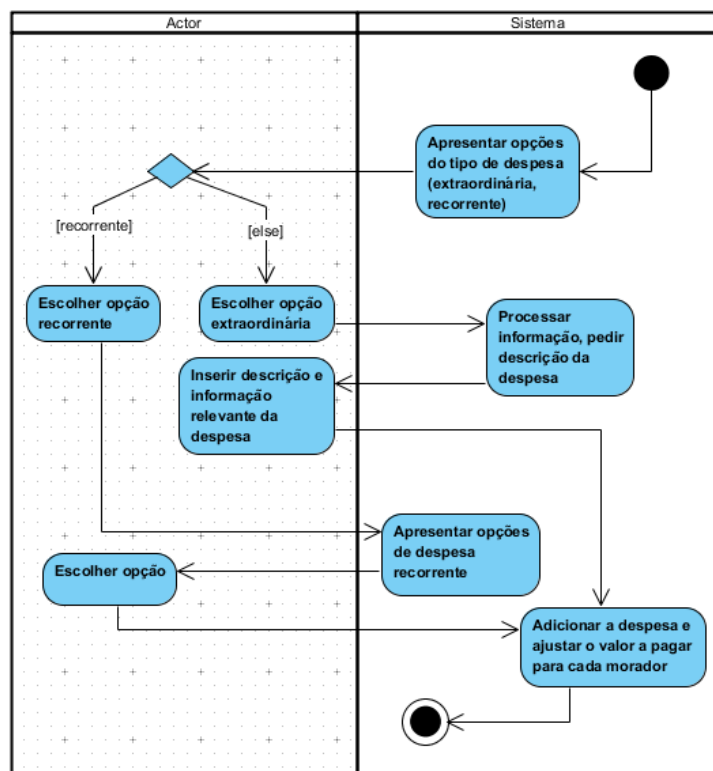 Actor
Sistema
Apresentar opções
do tipo de despesa
(extraordinária,
recorrente)
[recorrente]
[else]
Escolher opção
recorrente
Escolher opção
extraordinária
Processar
informação, pedir
descrição da
despesa
Inserir descrição e
informação
relevante da
despesa
Apresentar opções
de despesa
recorrente
Escolher opção
Adicionar a despesa e
ajustar o valor a pagar
para cada morador